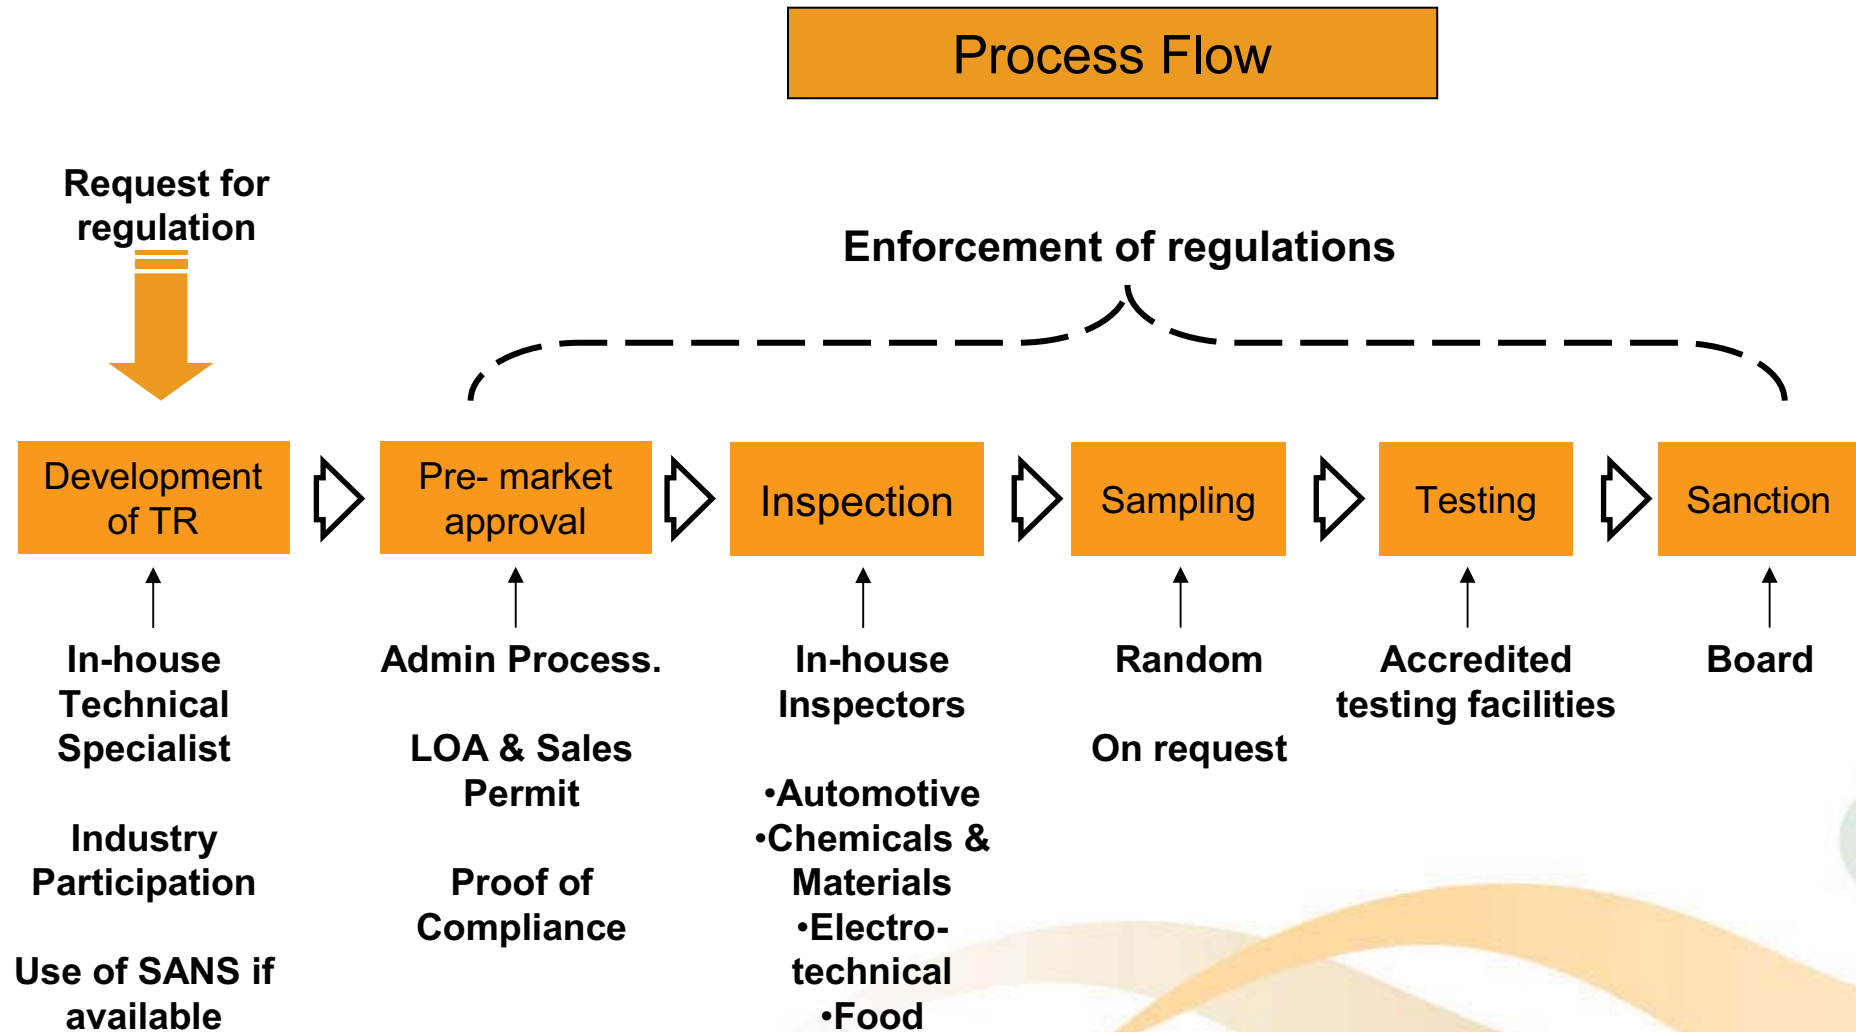 Process Flow
Request for
regulation
Enforcement of regulations
Development
of TR
Pre- market
approval
Inspection
Sampling
Testing
Sanction
In-house
Technical
Specialist
Industry
Participation
Use of SANS if
available
Admin Process.
LOA & Sales
Permit
Proof of
Compliance
In-house
Inspectors
•Automotive
•Chemicals &
Materials
•Electro-
technical
•Food
Random
On request
Accredited
testing facilities
Board